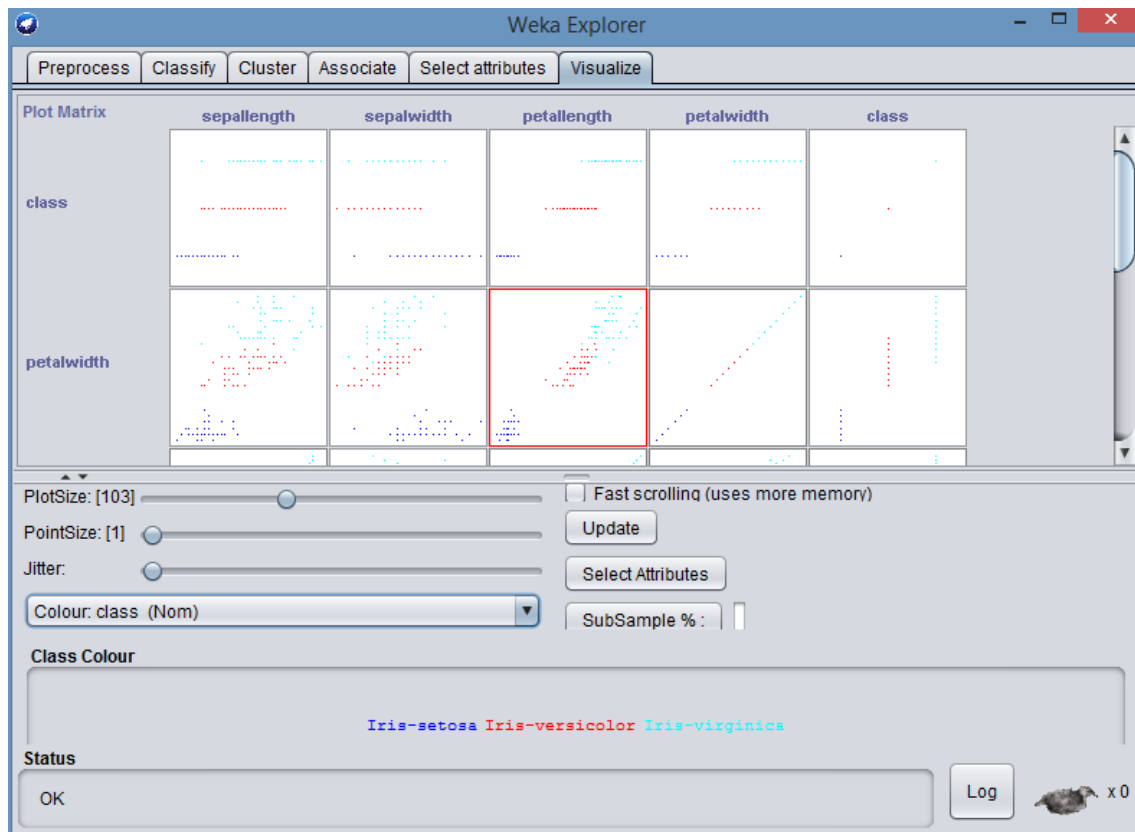 Weka Explorer
Preprocess Classify Cluster Associate Select attributes Visualize
Plot Matrix sepallength sepalwidth petallength petalwidth class
class
petalwidth
PlotSize: [103]
Fast scrolling (uses more memory)
PointSize: [1]
Update
Jitter:
Select Attributes
Colour: class (Nom)
SubSample % :
Class Colour
Iris-setosa Iris-versicolor Iris-virginica
Status
OK
Log
x 0